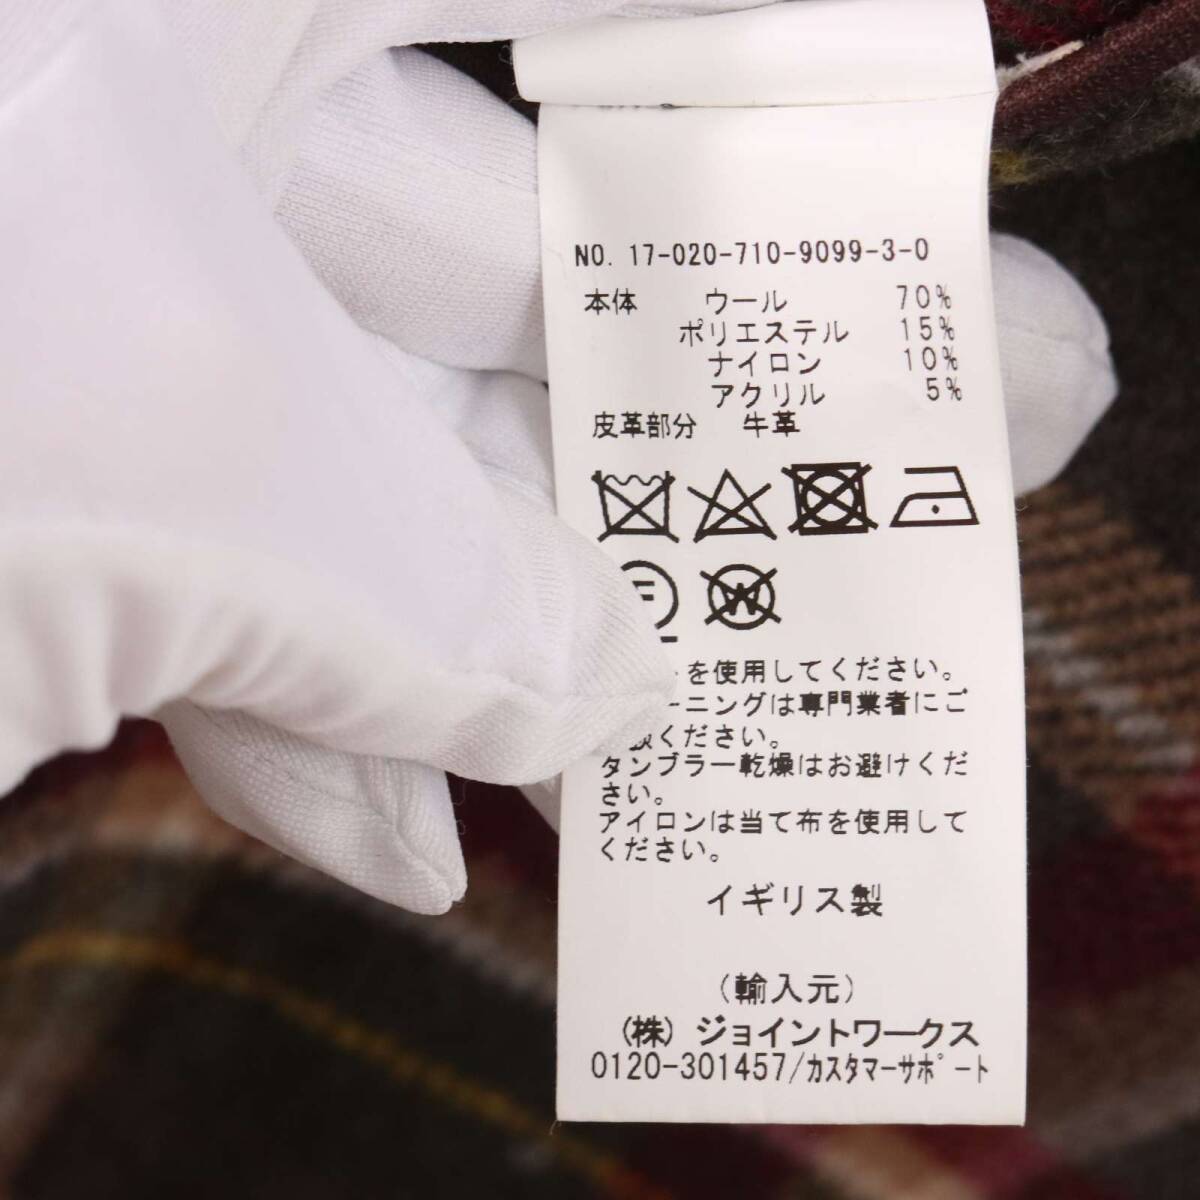 NO. 17-020-710-9099-3-0
本体 ウール 70%
ポリエステル 15%
ナイロン 10%
アクリル 5%
皮革部分 牛革
W
を使用してください。
ーニングは専門業者にご
ください。
タンブラー乾燥はお避けくだ
さい。
アイロンは当て布を使用して
ください。
イギリス製
(輸入元)
(株)ジョイントワークス
0120-301457/カスタマーサポート